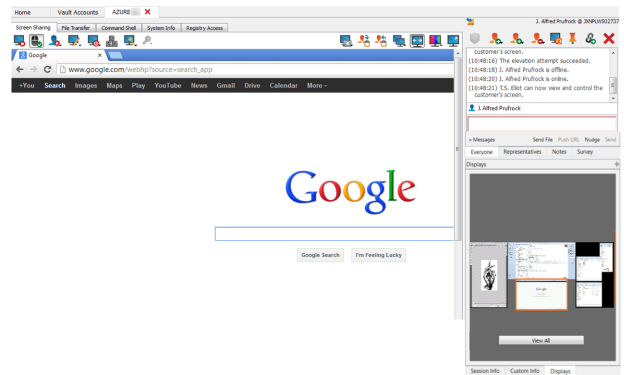 Home Vault Accounts AZURE
Screen Sharing File Transfer Command Shell System Info Registry Access
J. Alfred Prufrock @ JXNPLWS02737
Google
www.google.com/webhp?source=search_app
+You Search Images Maps Play YouTube News Gmail Drive Calendar More -
Google
Google Search I'm Feeling Lucky
customer's screen.
(10:48:16) The elevation attempt succeeded.
(10:48:18) J. Alfred Prufrock is offline.
(10:48:20) J. Alfred Prufrock is online.
(10:48:21) T.S. Eliot can now view and control the
customer's screen.
J. Alfred Prufrock
+ Messages Send File Push URL Nudge Send
Everyone Representatives Notes Survey
Displays
View All
Session Info Custom Info Displays